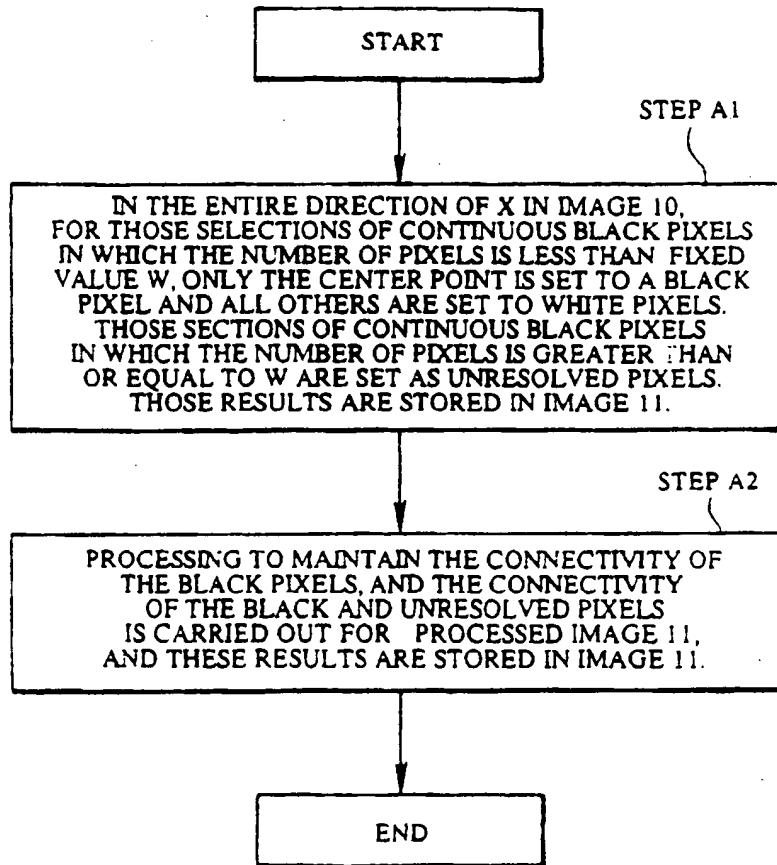 START
STEP A1
IN THE ENTIRE DIRECTION OF X IN IMAGE 10,
FOR THOSE SELECTIONS OF CONTINUOUS BLACK PIXELS
IN WHICH THE NUMBER OF PIXELS IS LESS THAN FIXED
VALUE W, ONLY THE CENTER POINT IS SET TO A BLACK
PIXEL AND ALL OTHERS ARE SET TO WHITE PIXELS.
THOSE SECTIONS OF CONTINUOUS BLACK PIXELS
IN WHICH THE NUMBER OF PIXELS IS GREATER THAN
OR EQUAL TO W ARE SET AS UNRESOLVED PIXELS.
THOSE RESULTS ARE STORED IN IMAGE 11.
STEP A2
PROCESSING TO MAINTAIN THE CONNECTIVITY OF
THE BLACK PIXELS, AND THE CONNECTIVITY
OF THE BLACK AND UNRESOLVED PIXELS
IS CARRIED OUT FOR PROCESSED IMAGE 11,
AND THESE RESULTS ARE STORED IN IMAGE 11.
END